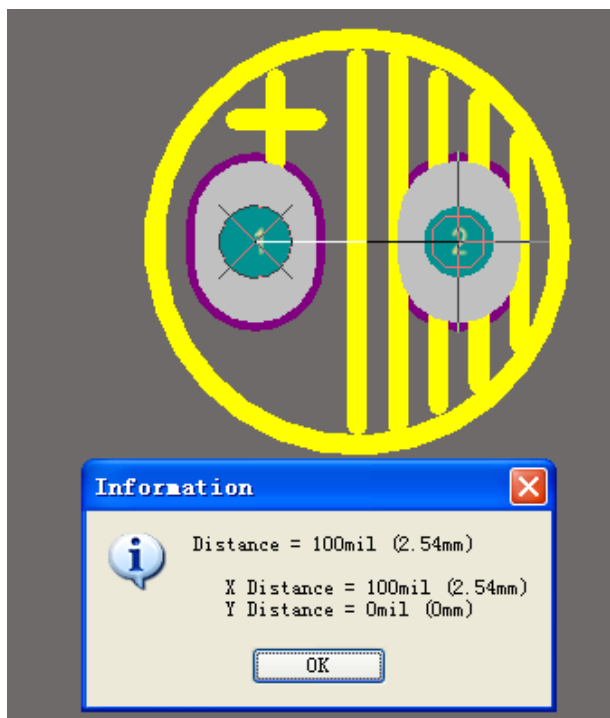 1 2
Information
Distance = 100mil (2.54mm)
X Distance = 100mil (2.54mm)
Y Distance = 0mil (0mm)
OK